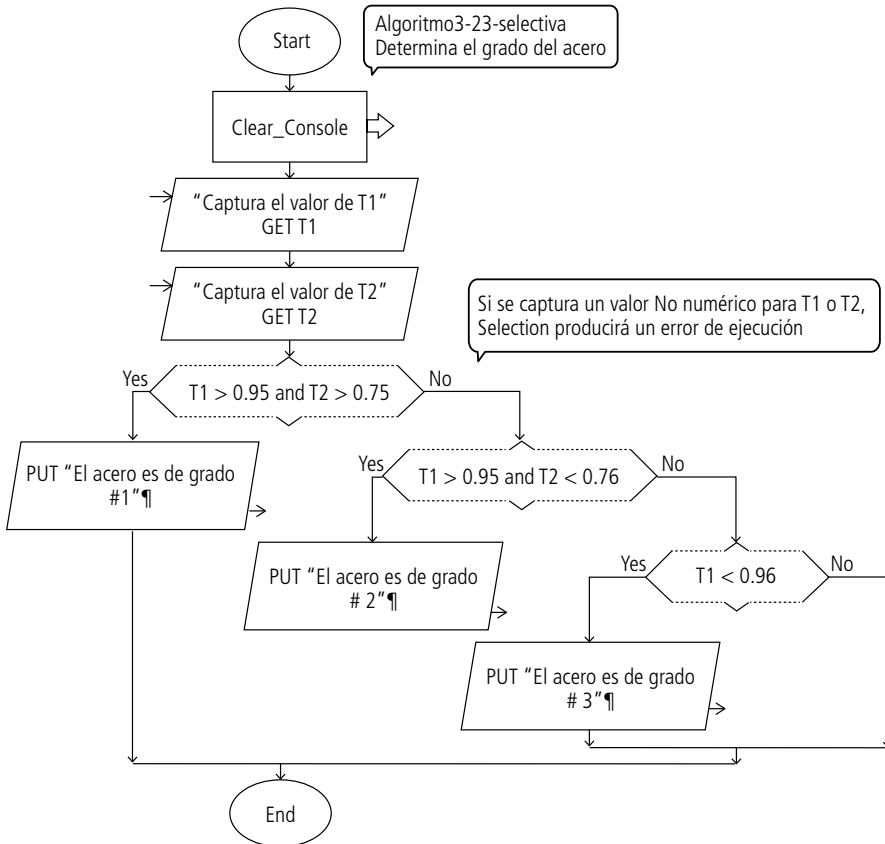 Start
Algoritmo3-23-selectiva
Determina el grado del acero
Clear_Console
“Captura el valor de T1”
GET T1
“Captura el valor de T2”
GET T2
Si se captura un valor No numérico para T1 o T2,
Selection producirá un error de ejecución
Yes
T1 > 0.95 and T2 > 0.75
No
PUT “El acero es de grado
#1”¶
Yes
T1 > 0.95 and T2 < 0.76
No
PUT “El acero es de grado
# 2”¶
Yes
T1 < 0.96
No
PUT “El acero es de grado
# 3”¶
End